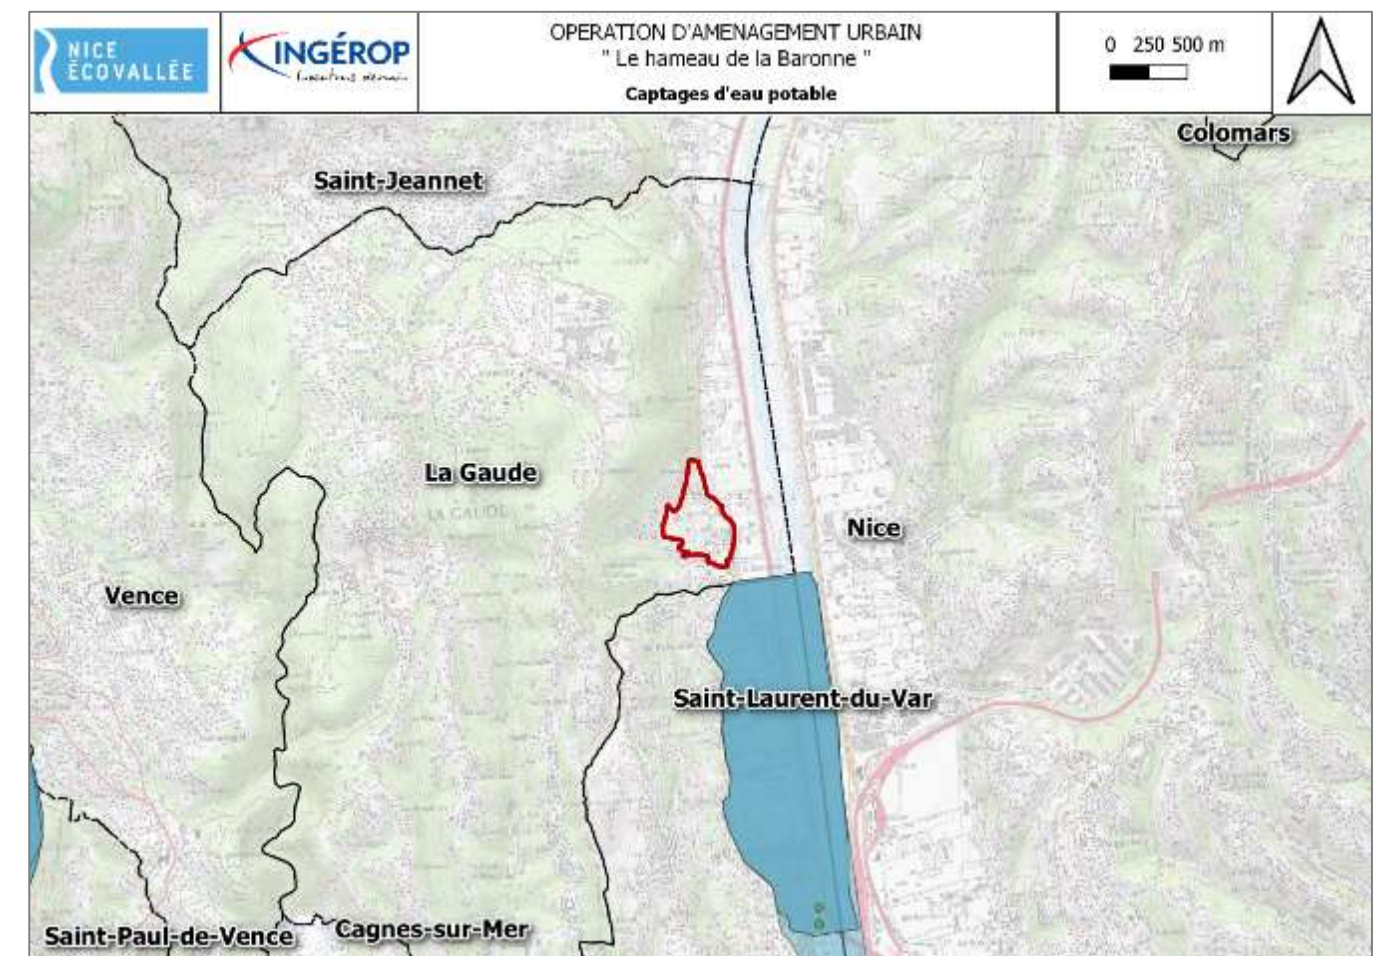 NICE
ÉCOVALLÉE
INGÉROP
OPERATION D'AMENAGEMENT URBAIN
" Le hameau de la Baronne "
Captages d'eau potable
0 250 500 m
Colomars
Saint-Jeannet
La Gaude
LA GAUDE
Nice
Vence
Saint-Laurent-du-Var
Saint-Paul-de-Vence
Cagnes-sur-Mer